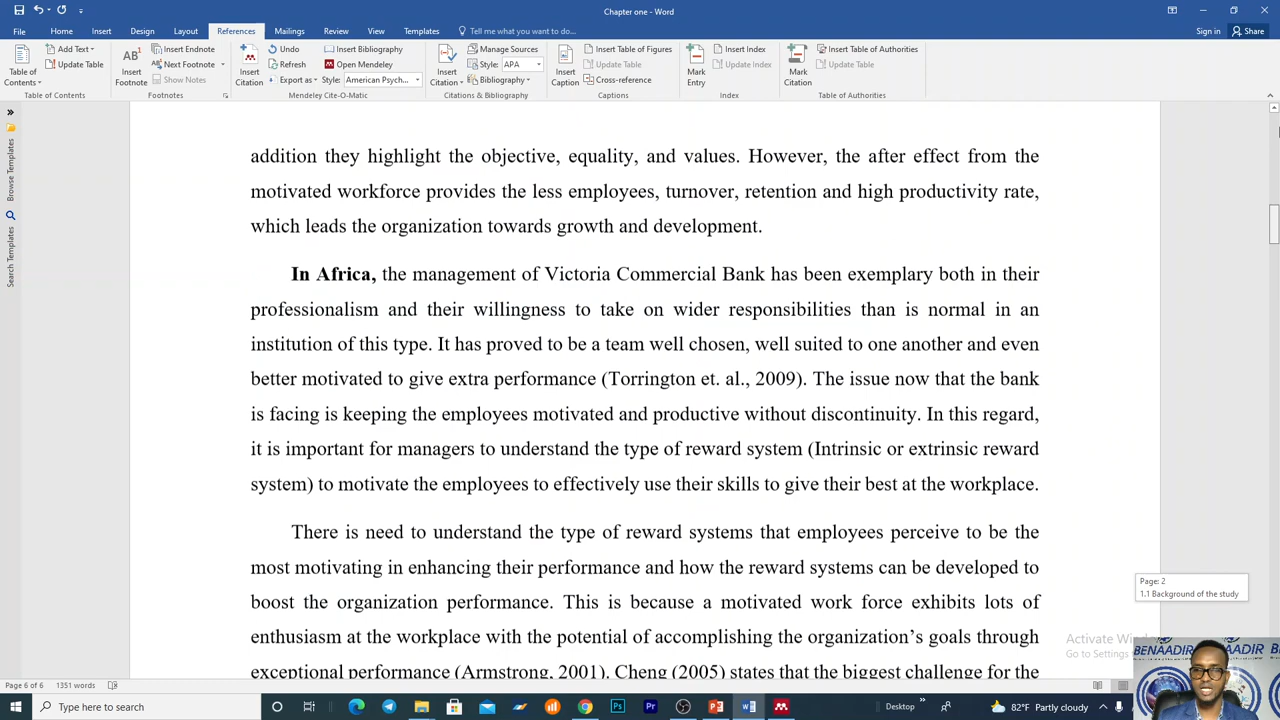 Chapter one - Word
Sign in
Share
File Home Insert Design Layout References Mailings Review View Templates Tell me what you want to do...
Table of Contents
Add Text
Update Table
Table of Contents
AB¹
Insert Footnote
Insert Endnote
Next Footnote
Show Notes
Footnotes
Insert Citation
Undo
Refresh
Export as
Insert Bibliography
Open Mendeley
Style: American Psych...
Mendeley Cite-O-Matic
Insert Citation
Manage Sources
Style: APA
Bibliography
Citations & Bibliography
Insert Caption
Insert Table of Figures
Update Table
Cross-reference
Captions
Mark Entry
Insert Index
Update Index
Index
Mark Citation
Insert Table of Authorities
Update Table
Table of Authorities
Browse Templates
Search Templates
addition they highlight the objective, equality, and values. However, the after effect from the
motivated workforce provides the less employees, turnover, retention and high productivity rate,
which leads the organization towards growth and development.
In Africa, the management of Victoria Commercial Bank has been exemplary both in their
professionalism and their willingness to take on wider responsibilities than is normal in an
institution of this type. It has proved to be a team well chosen, well suited to one another and even
better motivated to give extra performance (Torrington et. al., 2009). The issue now that the bank
is facing is keeping the employees motivated and productive without discontinuity. In this regard,
it is important for managers to understand the type of reward system (Intrinsic or extrinsic reward
system) to motivate the employees to effectively use their skills to give their best at the workplace.
There is need to understand the type of reward systems that employees perceive to be the
most motivating in enhancing their performance and how the reward systems can be developed to
boost the organization performance. This is because a motivated work force exhibits lots of
enthusiasm at the workplace with the potential of accomplishing the organization's goals through
exceptional performance (Armstrong, 2001). Cheng (2005) states that the biggest challenge for the
Page: 2
1.1 Background of the study
Activate
Go to Settings
BENAADIR
Page 6 of 6 1351 words
Type here to search
Desktop
82°F Partly cloudy